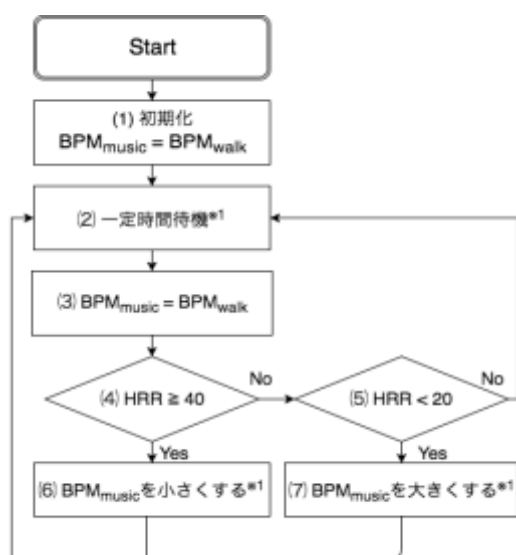 Start
(1) 初期化
BPMmusic = BPMwalk
(2) 一定時間待機※1
(3) BPMmusic = BPMwalk
(4) HRR ≧ 40
No
(5) HRR < 20
No
Yes
Yes
(6) BPMmusicを小さくする※1
(7) BPMmusicを大きくする※1